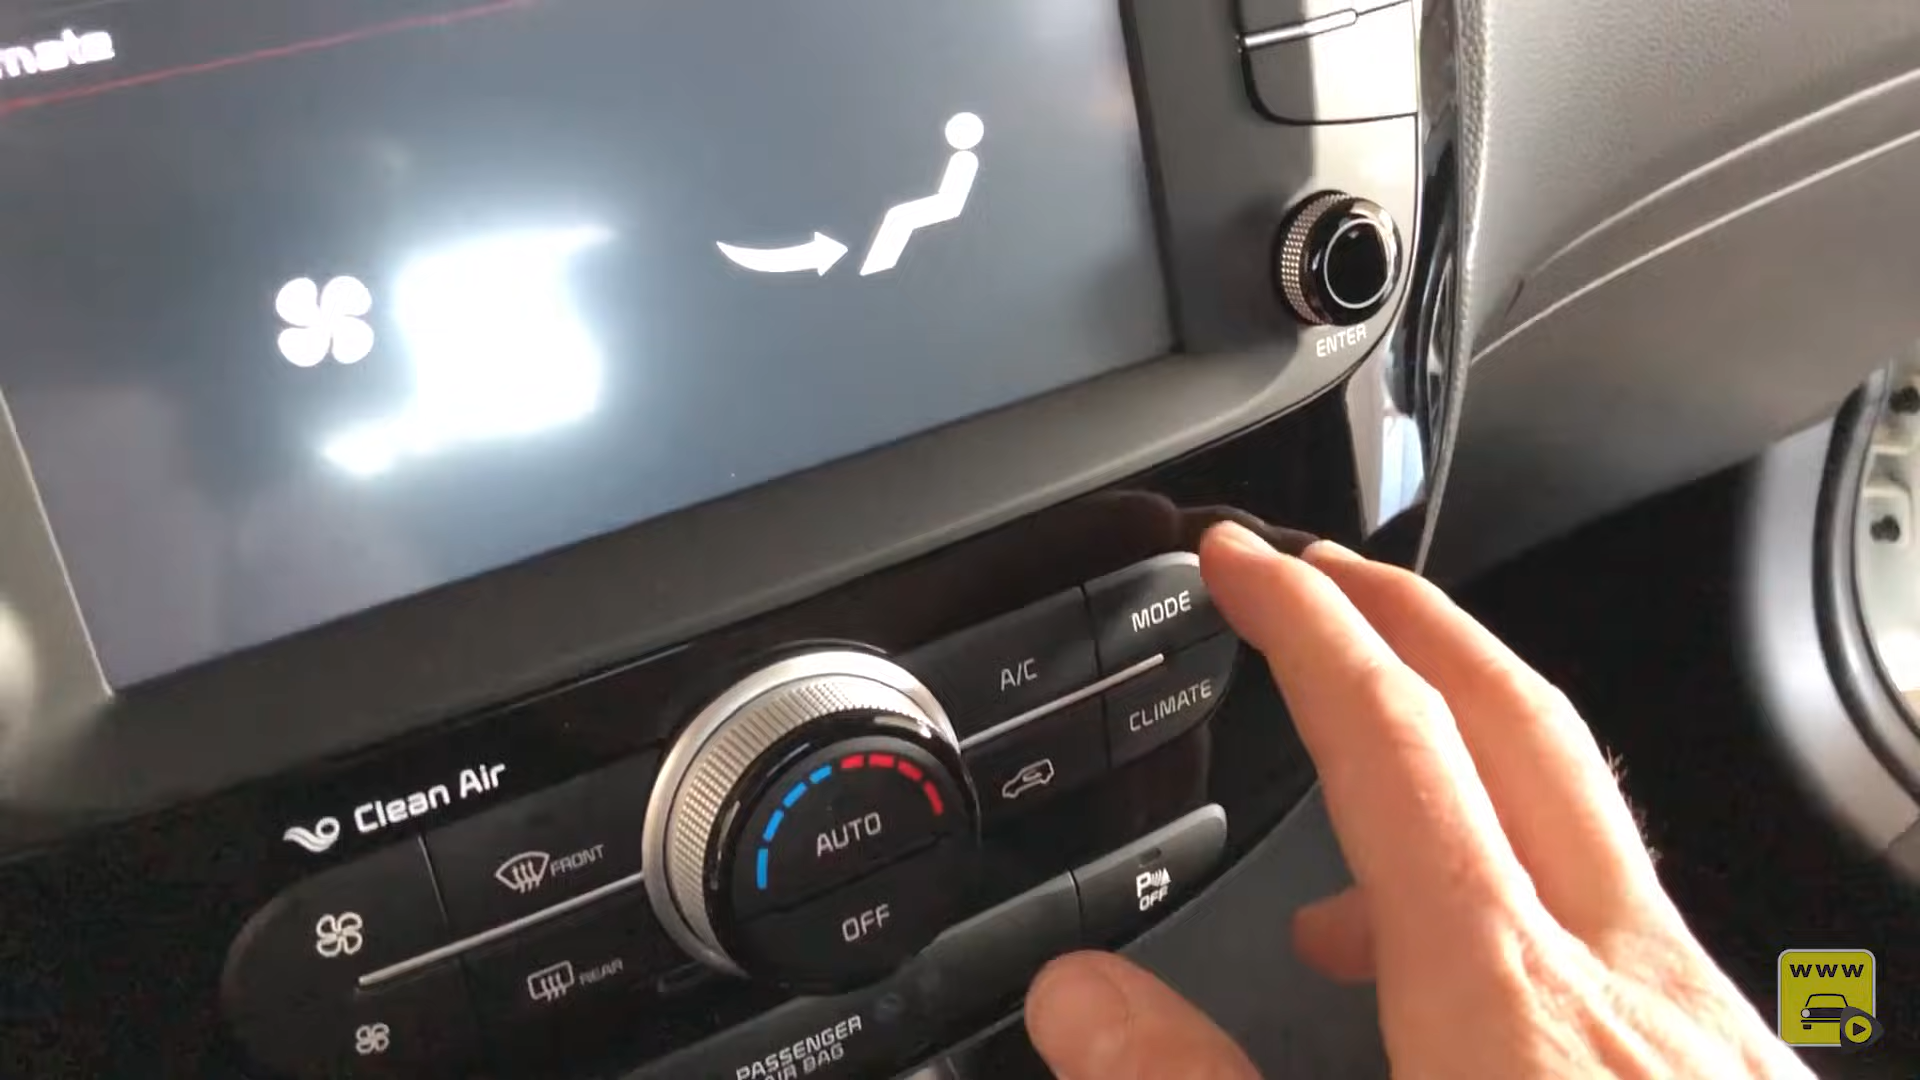 mate
ENTER
MODE
A/C
CLIMATE
Clean Air
FRONT
AUTO
P
OFF
OFF
REAR
PASSENGER
AIR BAG
www